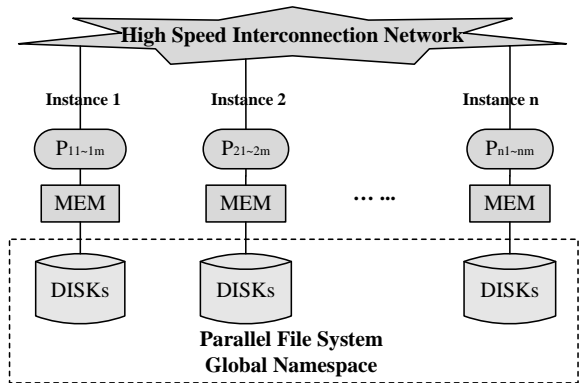 High Speed Interconnection Network
Instance 1 Instance 2 Instance n
P11~1m P21~2m Pn1~nm
MEM MEM ... ... MEM
DISKs DISKs DISKs
Parallel File System
Global Namespace